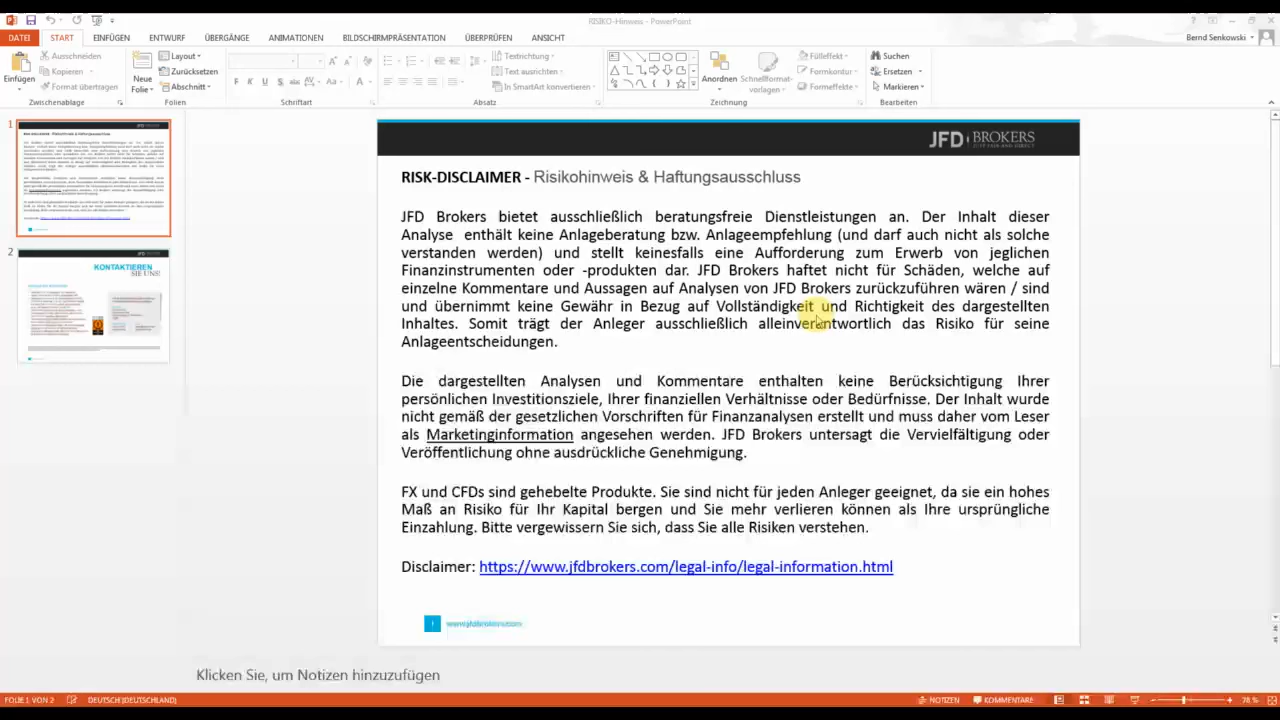 RISIKO-Hinweis - PowerPoint
DATEI START EINFÜGEN ENTWURF ÜBERGÄNGE ANIMATIONEN BILDSCHIRMPRÄSENTATION ÜBERPRÜFEN ANSICHT Bernd Senkowski
Einfügen Ausschneiden Kopieren Format übertragen
Neue Folie Layout Zurücksetzen Abschnitt
Textrichtung Text ausrichten In SmartArt konvertieren
Anordnen Schnellformat-vorlagen Fülleffekt Formkontur Formeffekte
Suchen Ersetzen Markieren
Zwischenablage Folien Schriftart Absatz Zeichnung Bearbeiten
1
JFD BROKERS
2
KONTAKTIEREN
SIE UNS!
JFD BROKERS
RISK-DISCLAIMER - Risikohinweis & Haftungsausschluss
JFD Brokers bietet ausschließlich beratungsfreie Dienstleistungen an. Der Inhalt dieser
Analyse enthält keine Anlageberatung bzw. Anlageempfehlung (und darf auch nicht als solche
verstanden werden) und stellt keinesfalls eine Aufforderung zum Erwerb von jeglichen
Finanzinstrumenten oder -produkten dar. JFD Brokers haftet nicht für Schäden, welche auf
einzelne Kommentare und Aussagen auf Analysen von JFD Brokers zurückzuführen wären / sind
und übernimmt keine Gewähr in Bezug auf Vollständigkeit und Richtigkeit des dargestellten
Inhaltes. Somit trägt der Anleger ausschließlich alleinverantwortlich das Risiko für seine
Anlageentscheidungen.
Die dargestellten Analysen und Kommentare enthalten keine Berücksichtigung Ihrer
persönlichen Investitionsziele, Ihrer finanziellen Verhältnisse oder Bedürfnisse. Der Inhalt wurde
nicht gemäß der gesetzlichen Vorschriften für Finanzanalysen erstellt und muss daher vom Leser
als Marketinginformation angesehen werden. JFD Brokers untersagt die Vervielfältigung oder
Veröffentlichung ohne ausdrückliche Genehmigung.
FX und CFDs sind gehebelte Produkte. Sie sind nicht für jeden Anleger geeignet, da sie ein hohes
Maß an Risiko für Ihr Kapital bergen und Sie mehr verlieren können als Ihre ursprüngliche
Einzahlung. Bitte vergewissern Sie sich, dass Sie alle Risiken verstehen.
Disclaimer: https://www.jfdbrokers.com/legal-info/legal-information.html
1 www.jfdbrokers.com
Klicken Sie, um Notizen hinzuzufügen
FOLIE 1 VON 2 DEUTSCH (DEUTSCHLAND) NOTIZEN KOMMENTARE 78 %